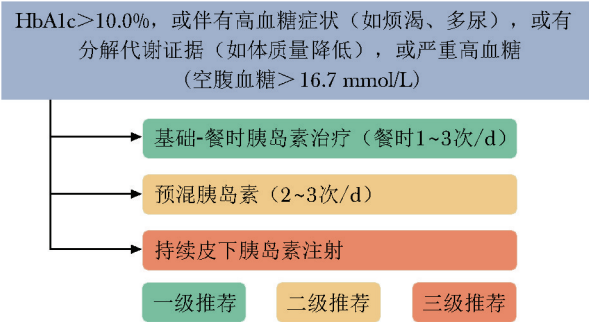 HbA1c＞10.0%，或伴有高血糖症状（如烦渴、多尿），或有
分解代谢证据（如体质量降低），或严重高血糖
(空腹血糖＞16.7 mmol/L)
基础-餐时胰岛素治疗（餐时1~3次/d）
预混胰岛素（2~3次/d）
持续皮下胰岛素注射
一级推荐 二级推荐 三级推荐